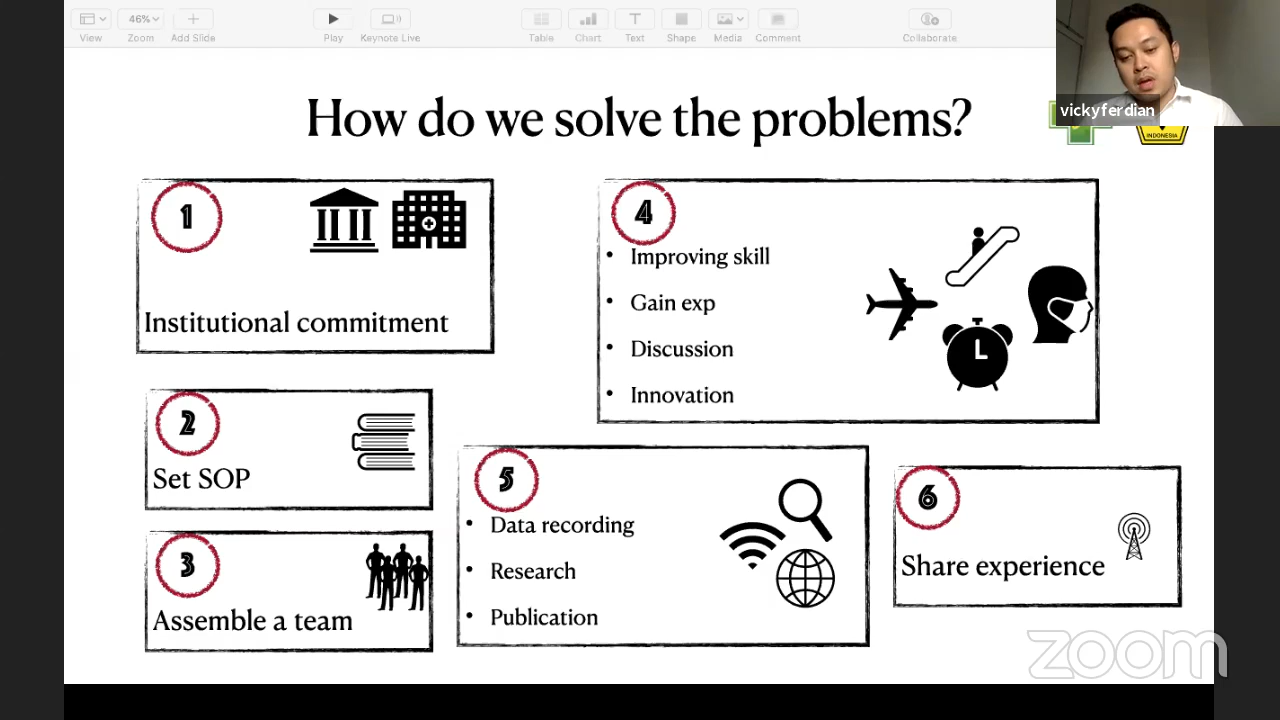 View
46%
Zoom
Add Slide
Play
Keynote Live
Table
Chart
Text
Shape
Media
Comment
Collaborate
vickyferdian
INDONESIA
How do we solve the problems?
1
Institutional commitment
2
Set SOP
3
Assemble a team
4
• Improving skill
• Gain exp
• Discussion
• Innovation
5
• Data recording
• Research
• Publication
6
Share experience
zoom